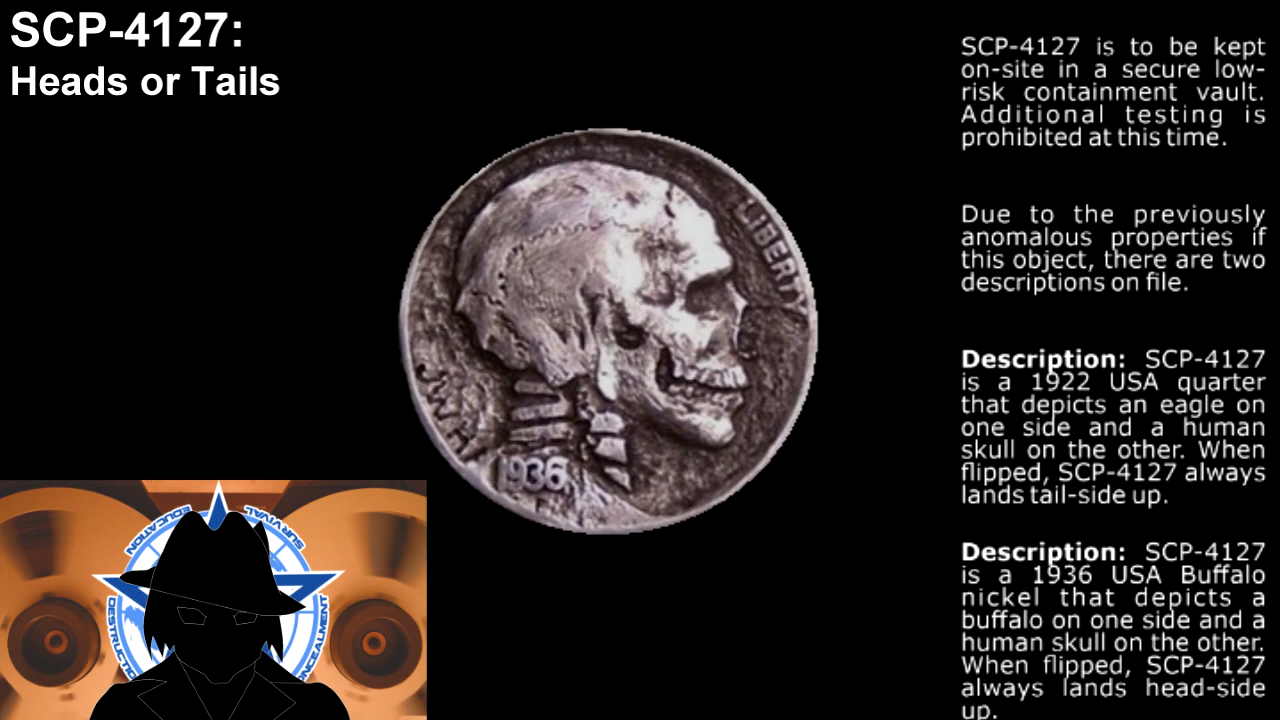 SCP-4127:
Heads or Tails
SCP-4127 is to be kept
on-site in a secure low-
risk containment vault.
Additional testing is
prohibited at this time.
Due to the previously
anomalous properties if
this object, there are two
descriptions on file.
Description: SCP-4127
is a 1922 USA quarter
that depicts an eagle on
one side and a human
skull on the other. When
flipped, SCP-4127 always
lands tail-side up.
Description: SCP-4127
is a 1936 USA Buffalo
nickel that depicts a
buffalo on one side and a
human skull on the other.
When flipped, SCP-4127
always lands head-side
up.
LIBERTY
JWH
1936
EDUCATION
SURVIVAL